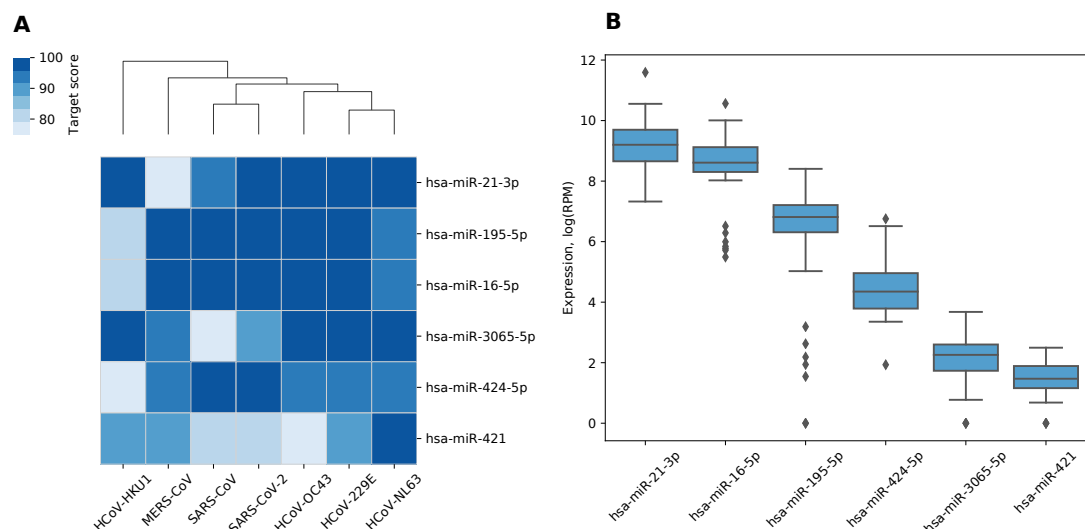 A
100
90
80
Target score
hsa-miR-21-3p
hsa-miR-195-5p
hsa-miR-16-5p
hsa-miR-3065-5p
hsa-miR-424-5p
hsa-miR-421
HCoV-HKU1
MERS-CoV
SARS-CoV
SARS-CoV-2
HCoV-OC43
HCoV-229E
HCoV-NL63
B
Expression, log(RPM)
12
10
8
6
4
2
0
hsa-miR-21-3p
hsa-miR-16-5p
hsa-miR-195-5p
hsa-miR-424-5p
hsa-miR-3065-5p
hsa-miR-421